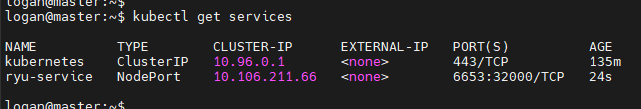 logan@master:~$
logan@master:~$ kubectl get services
NAME TYPE CLUSTER-IP EXTERNAL-IP PORT(S) AGE
kubernetes ClusterIP 10.96.0.1 <none> 443/TCP 135m
ryu-service NodePort 10.106.211.66 <none> 6653:32000/TCP 24s
logan@master:~$